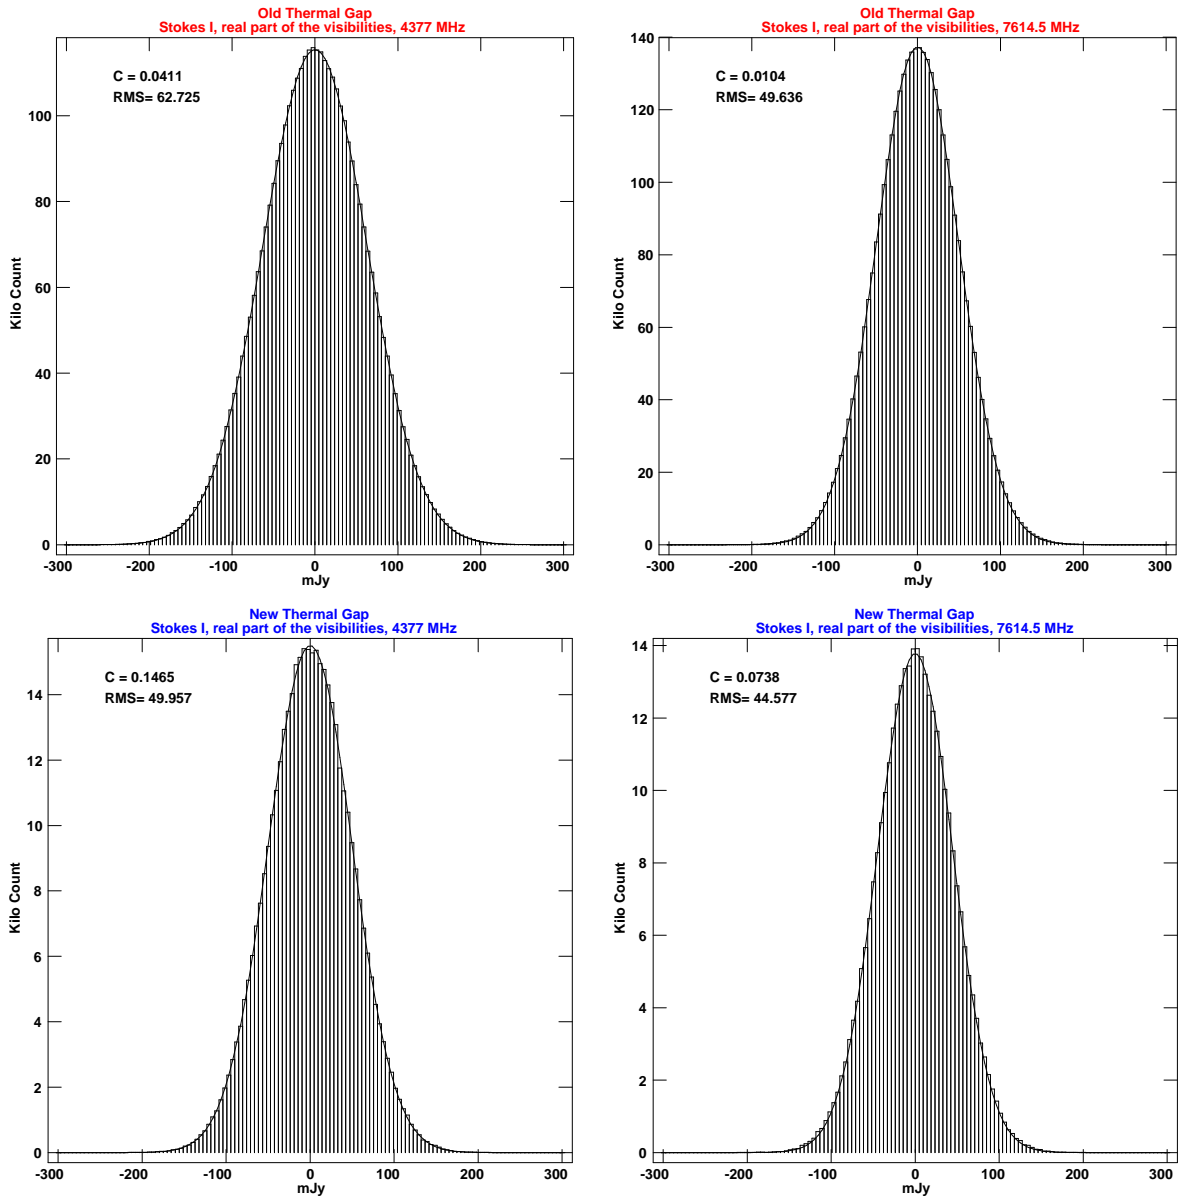 Old Thermal Gap
Stokes I, real part of the visibilities, 4377 MHz
C = 0.0411
RMS= 62.725
Kilo Count
100
80
60
40
20
0
-300 -200 -100 0 100 200 300
mJy
Old Thermal Gap
Stokes I, real part of the visibilities, 7614.5 MHz
C = 0.0104
RMS= 49.636
Kilo Count
140
120
100
80
60
40
20
0
-300 -200 -100 0 100 200 300
mJy
New Thermal Gap
Stokes I, real part of the visibilities, 4377 MHz
C = 0.1465
RMS= 49.957
Kilo Count
14
12
10
8
6
4
2
0
-300 -200 -100 0 100 200 300
mJy
New Thermal Gap
Stokes I, real part of the visibilities, 7614.5 MHz
C = 0.0738
RMS= 44.577
Kilo Count
14
12
10
8
6
4
2
0
-300 -200 -100 0 100 200 300
mJy